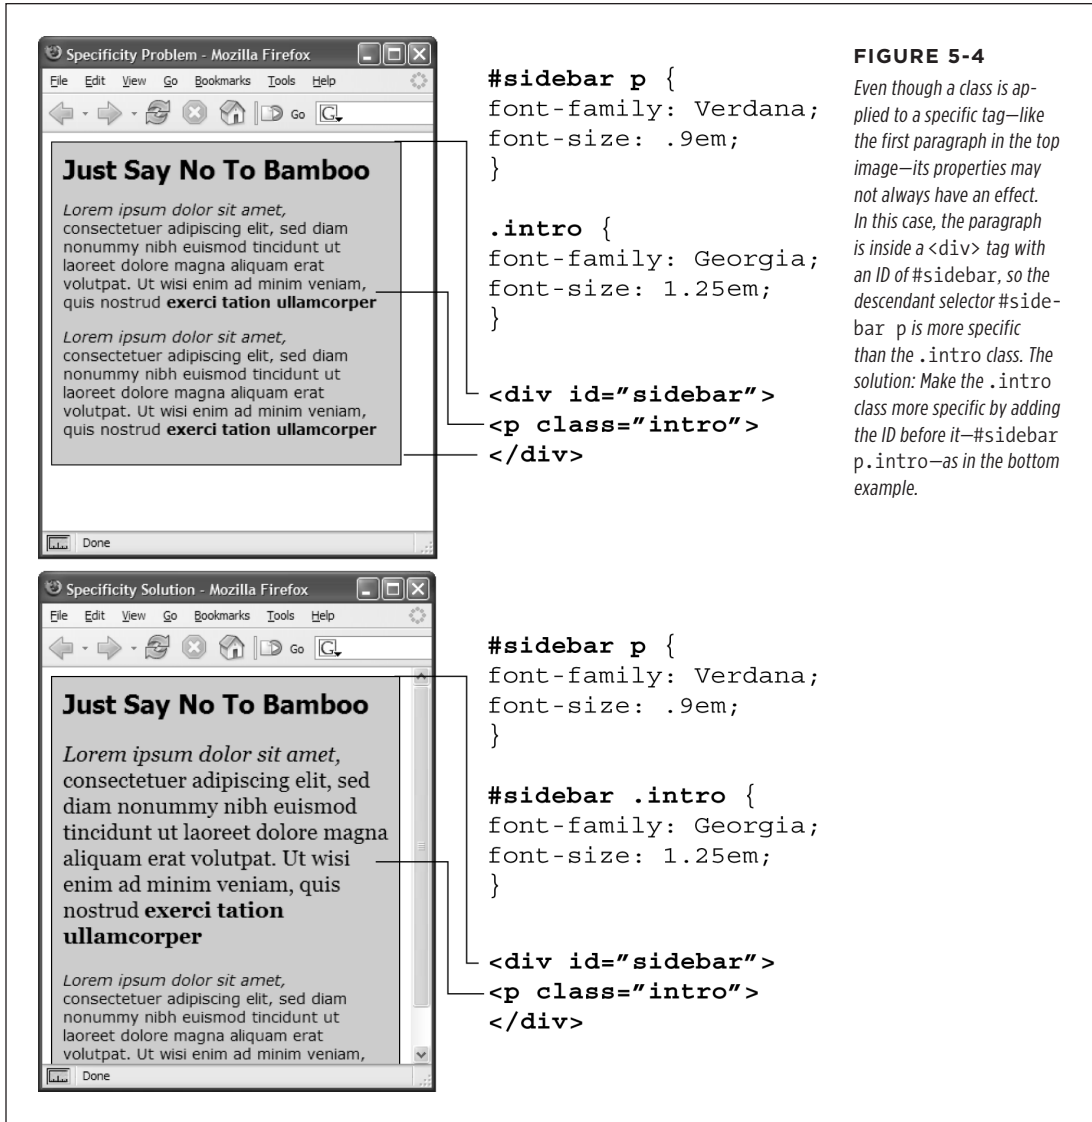 Specificity Problem - Mozilla Firefox
File Edit View Go Bookmarks Tools Help
Go G
Just Say No To Bamboo
Lorem ipsum dolor sit amet,
consectetuer adipiscing elit, sed diam
nonummy nibh euismod tincidunt ut
laoreet dolore magna aliquam erat
volutpat. Ut wisi enim ad minim veniam,
quis nostrud exerci tation ullamcorper
Lorem ipsum dolor sit amet,
consectetuer adipiscing elit, sed diam
nonummy nibh euismod tincidunt ut
laoreet dolore magna aliquam erat
volutpat. Ut wisi enim ad minim veniam,
quis nostrud exerci tation ullamcorper
Done
#sidebar p {
font-family: Verdana;
font-size: .9em;
}
.intro {
font-family: Georgia;
font-size: 1.25em;
}
<div id=”sidebar”>
<p class=”intro”>
</div>
FIGURE 5-4
Even though a class is ap-
plied to a specific tag—like
the first paragraph in the top
image—its properties may
not always have an effect.
In this case, the paragraph
is inside a <div> tag with
an ID of #sidebar, so the
descendant selector #side-
bar p is more specific
than the .intro class. The
solution: Make the .intro
class more specific by adding
the ID before it—#sidebar
p.intro—as in the bottom
example.
Specificity Solution - Mozilla Firefox
File Edit View Go Bookmarks Tools Help
Go G
Just Say No To Bamboo
Lorem ipsum dolor sit amet,
consectetuer adipiscing elit, sed
diam nonummy nibh euismod
tincidunt ut laoreet dolore magna
aliquam erat volutpat. Ut wisi
enim ad minim veniam, quis
nostrud exerci tation
ullamcorper
Lorem ipsum dolor sit amet,
consectetuer adipiscing elit, sed diam
nonummy nibh euismod tincidunt ut
laoreet dolore magna aliquam erat
volutpat. Ut wisi enim ad minim veniam,
Done
#sidebar p {
font-family: Verdana;
font-size: .9em;
}
#sidebar .intro {
font-family: Georgia;
font-size: 1.25em;
}
<div id=”sidebar”>
<p class=”intro”>
</div>